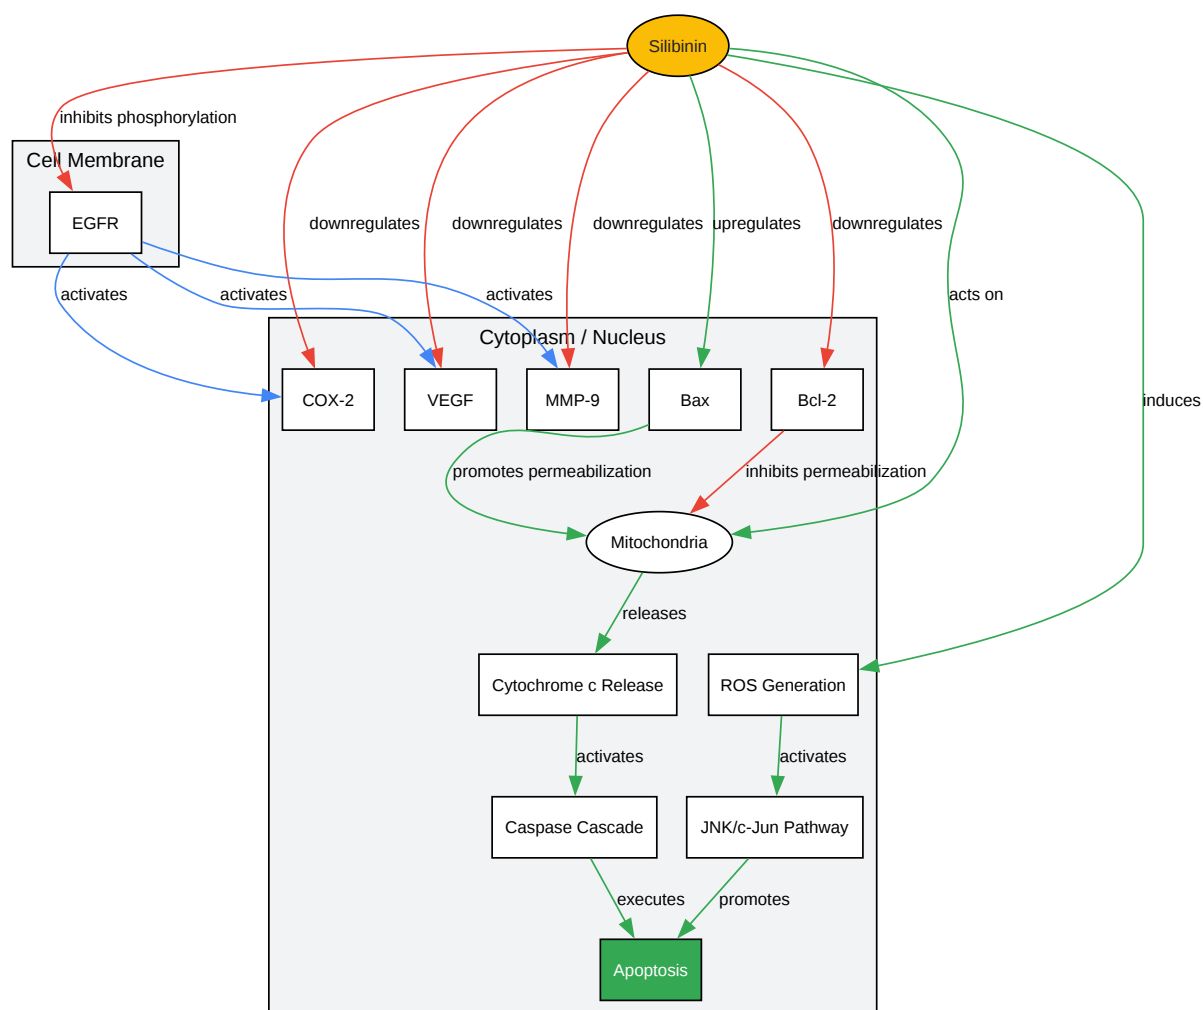 Silibinin
inhibits phosphorylation
Cell Membrane
EGFR
downregulates
downregulates
downregulates
upregulates
downregulates
activates
activates
activates
acts on
Cytoplasm / Nucleus
COX-2
VEGF
MMP-9
Bax
Bcl-2
induces
promotes permeabilization
inhibits permeabilization
Mitochondria
releases
Cytochrome c Release
ROS Generation
activates
activates
Caspase Cascade
JNK/c-Jun Pathway
executes
promotes
Apoptosis